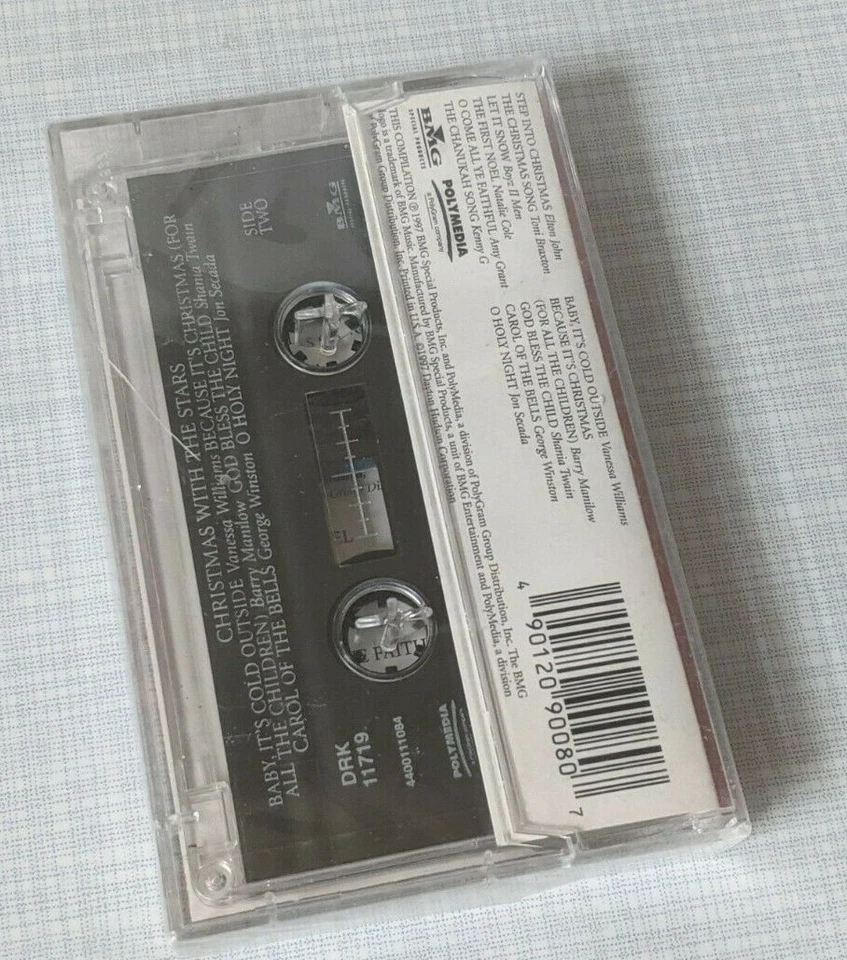 STEP INTO CHRISTMAS Elton John
THE CHRISTMAS SONG Toni Braxton
LET IT SNOW Boyz II Men
THE FIRST NOEL Natalie Cole
O COME ALL YE FAITHFUL Amy Grant
THE CHANUKAH SONG Kenny G
BABY, IT'S COLD OUTSIDE Vanessa Williams
BECAUSE IT'S CHRISTMAS
(FOR ALL THE CHILDREN) Barry Manilow
GOD BLESS THE CHILD Shania Twain
CAROL OF THE BELLS George Winston
O HOLY NIGHT Jon Secada
BMG
SPECIAL PRODUCTS
POLYMEDIA
a PolyGram company
THIS COMPILATION ℗ 1997 BMG Special Products, Inc. and PolyMedia, a division of PolyGram Group Distribution, Inc. The BMG
logo is a trademark of BMG Music. Manufactured by BMG Special Products, a unit of BMG Entertainment and PolyMedia, a division
of PolyGram Group Distribution, Inc. Printed in U.S.A. ©1997 Dayton Hudson Corporation
4 90120 90080 7
BMG
SIDE
TWO
CHRISTMAS WITH THE STARS
BABY, IT'S COLD OUTSIDE Vanessa Williams BECAUSE IT'S CHRISTMAS (FOR
ALL THE CHILDREN) Barry Manilow GOD BLESS THE CHILD Shania Twain
CAROL OF THE BELLS George Winston O HOLY NIGHT Jon Secada
FAITH
DRK
11719
4400111084
POLYMEDIA